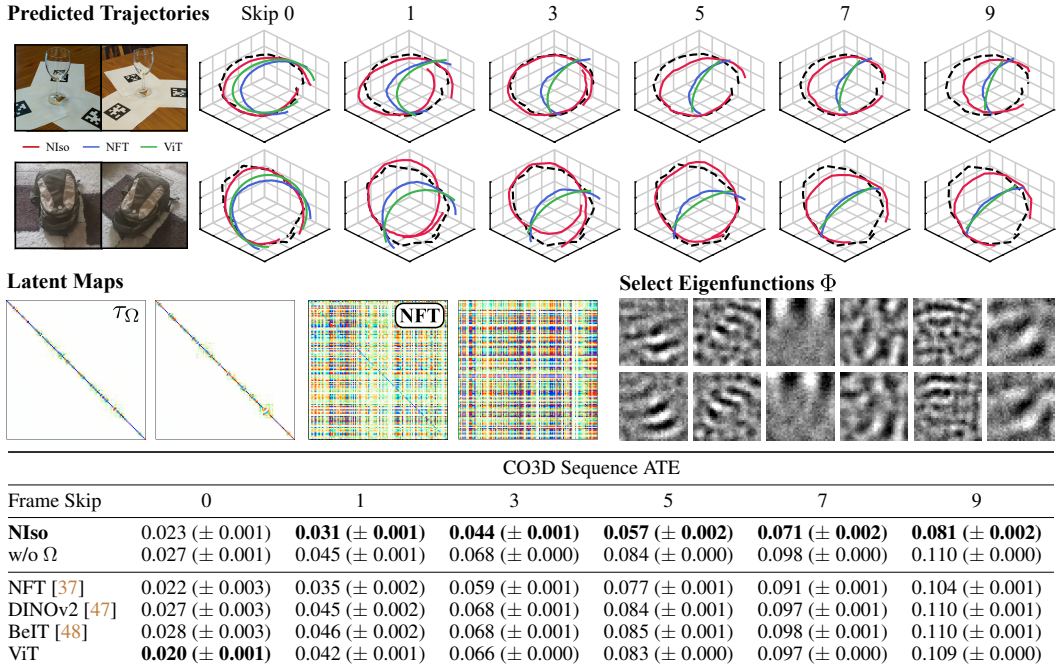 Predicted Trajectories Skip 0 1 3 5 7 9
NIso NFT ViT
Latent Maps Select Eigenfunctions Φ
τΩ NFT
CO3D Sequence ATE
Frame Skip 0 1 3 5 7 9
NIso 0.023 (± 0.001) 0.031 (± 0.001) 0.044 (± 0.001) 0.057 (± 0.002) 0.071 (± 0.002) 0.081 (± 0.002)
w/o Ω 0.027 (± 0.001) 0.045 (± 0.001) 0.068 (± 0.000) 0.084 (± 0.000) 0.098 (± 0.000) 0.110 (± 0.000)
NFT [37] 0.022 (± 0.003) 0.035 (± 0.002) 0.059 (± 0.001) 0.077 (± 0.001) 0.091 (± 0.001) 0.104 (± 0.001)
DINOv2 [47] 0.027 (± 0.003) 0.045 (± 0.002) 0.068 (± 0.001) 0.084 (± 0.001) 0.097 (± 0.001) 0.110 (± 0.001)
BeIT [48] 0.028 (± 0.003) 0.046 (± 0.002) 0.068 (± 0.001) 0.085 (± 0.001) 0.098 (± 0.001) 0.110 (± 0.001)
ViT 0.020 (± 0.001) 0.042 (± 0.001) 0.066 (± 0.000) 0.083 (± 0.000) 0.097 (± 0.000) 0.109 (± 0.000)